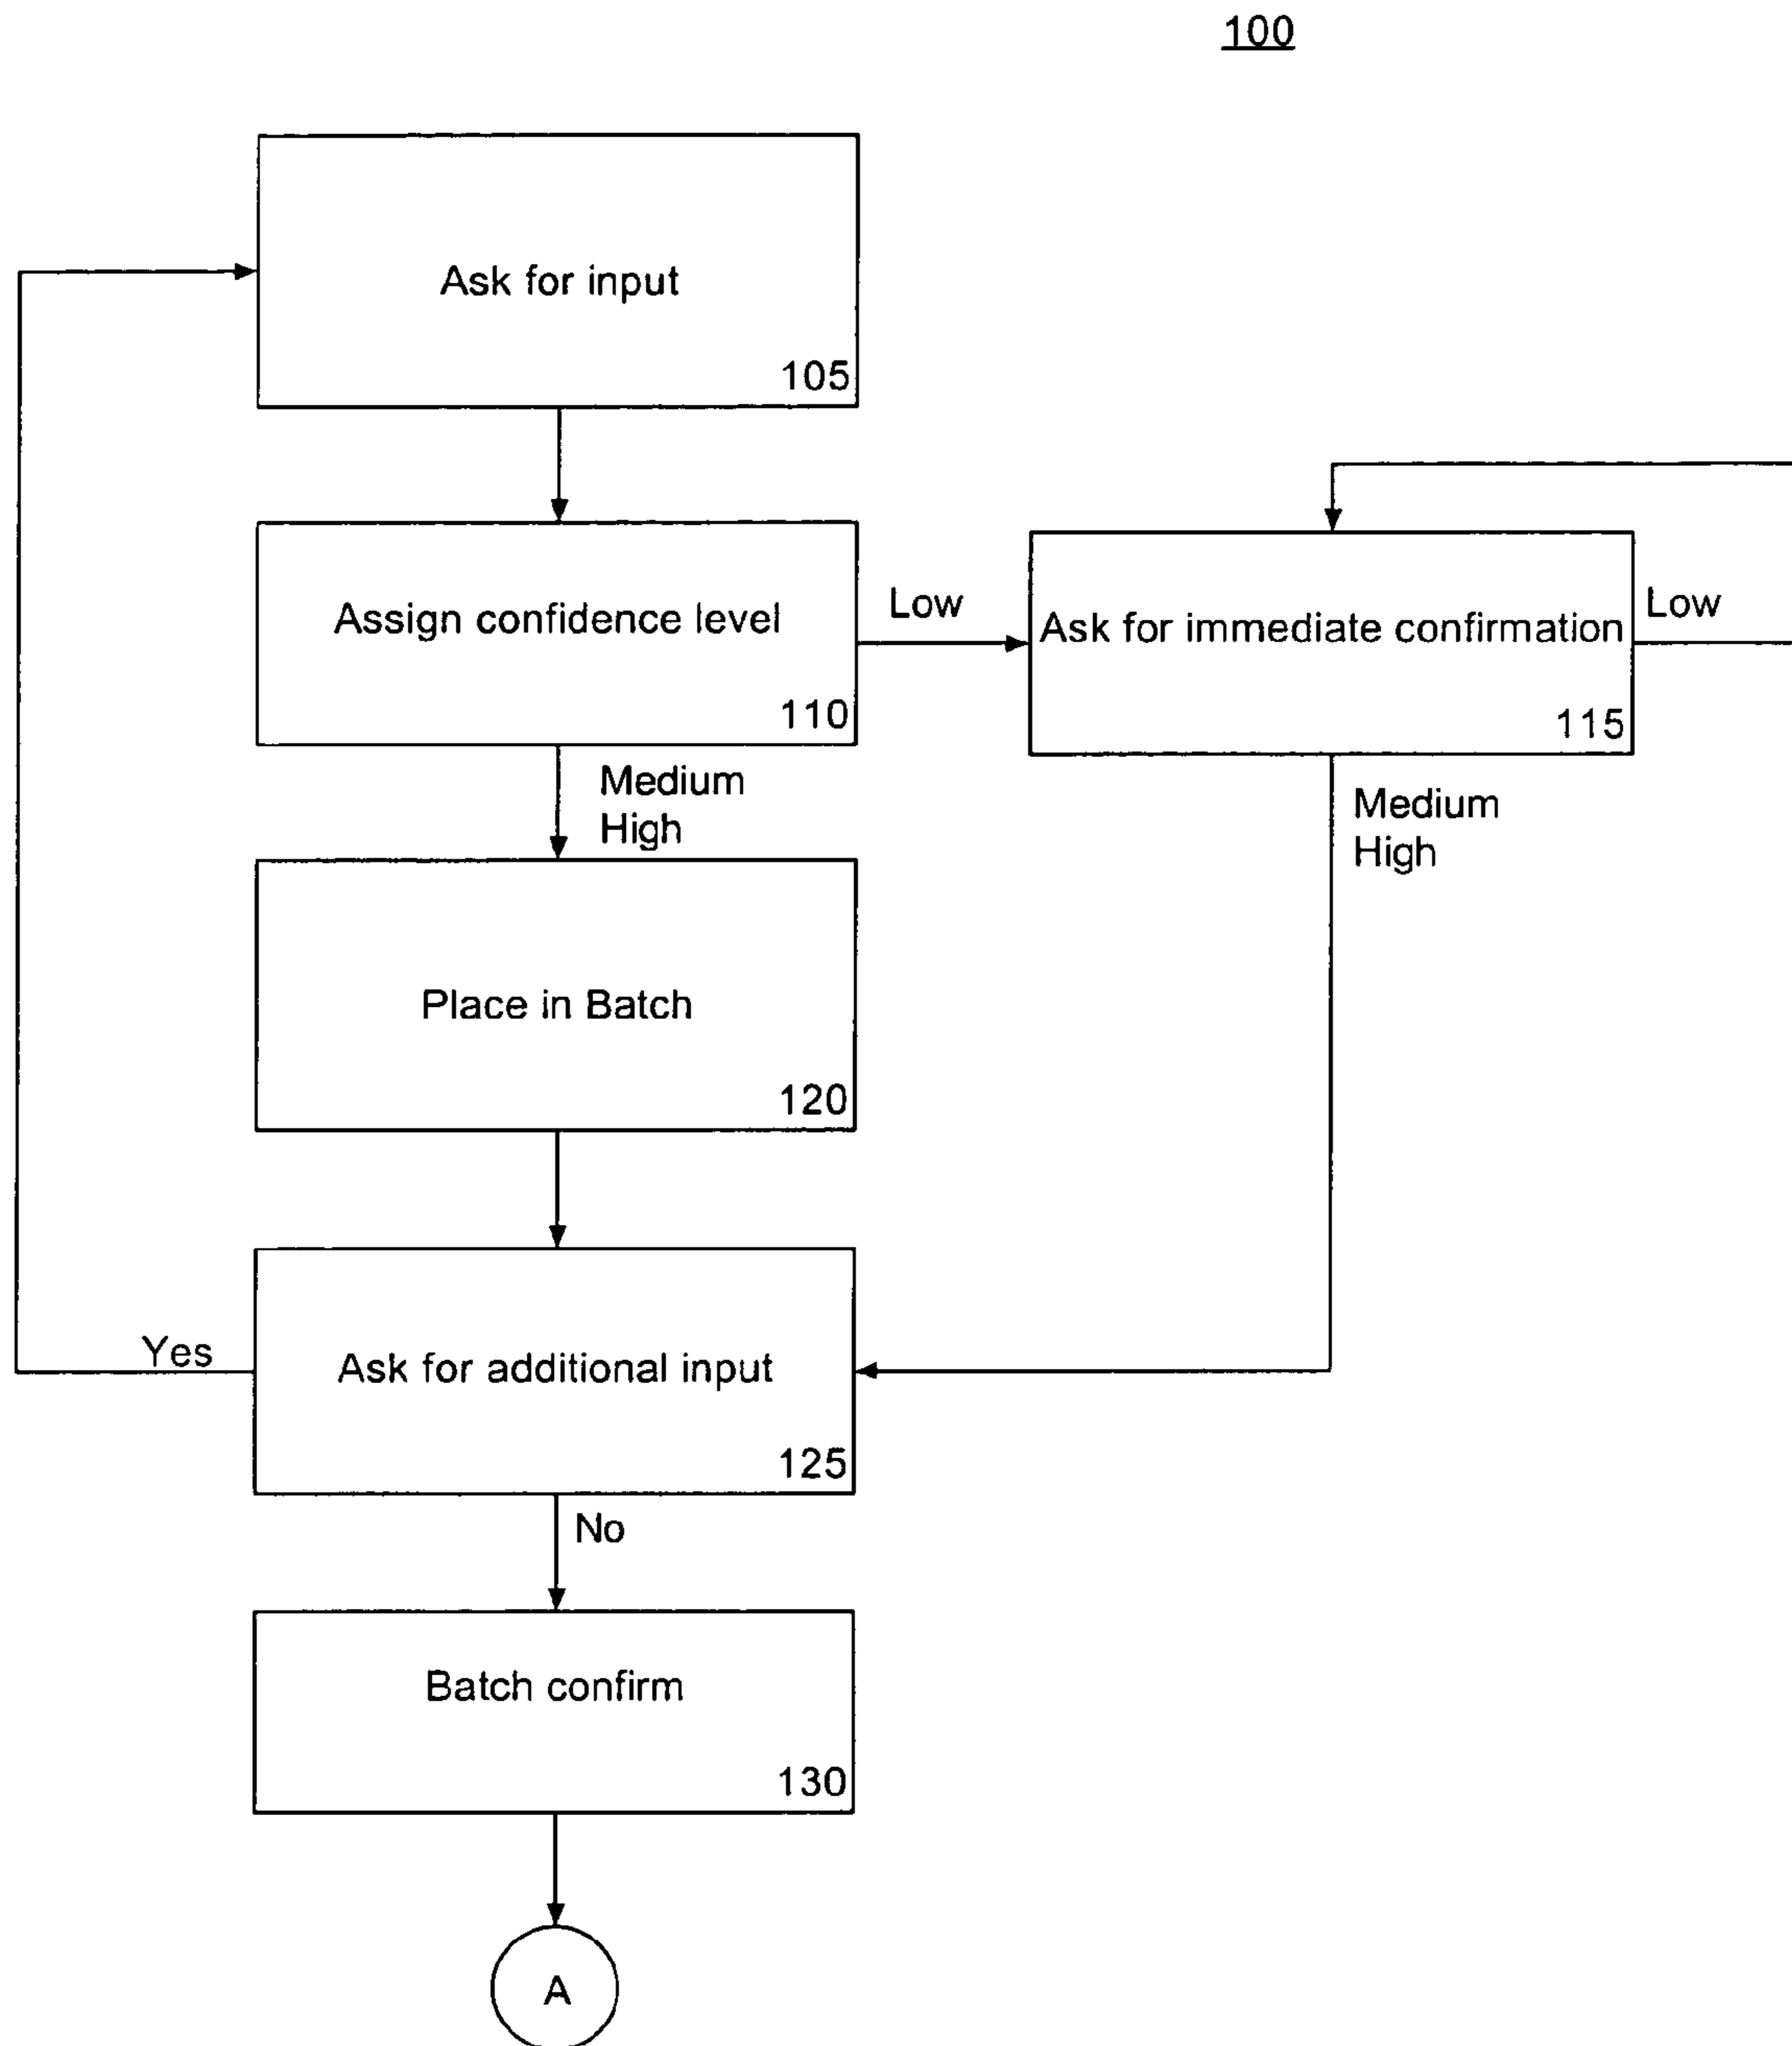 100
Ask for input
105
Assign confidence level
110
Low
Ask for immediate confirmation
115
Low
Medium
High
Medium
High
Place in Batch
120
Yes
Ask for additional input
125
No
Batch confirm
130
A